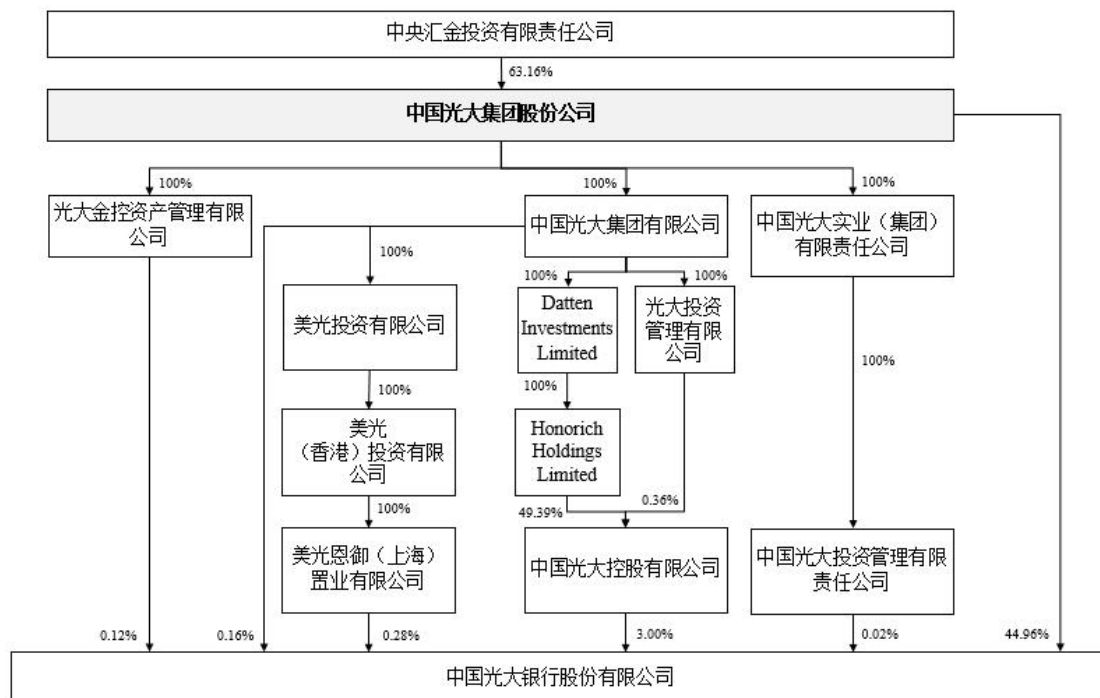 中央汇金投资有限责任公司
63.16%
中国光大集团股份公司
100%
100%
100%
光大金控资产管理有限
公司
中国光大集团有限公司
中国光大实业（集团）
有限责任公司
100%
100%
100%
美光投资有限公司
Datten
Investments
Limited
光大投资
管理有限
公司
100%
100%
100%
美光
（香港）投资有限
公司
Honorich
Holdings
Limited
100%
49.39%
0.36%
美光恩御（上海）
置业有限公司
中国光大控股有限公司
中国光大投资管理有限
责任公司
0.12%
0.16%
0.28%
3.00%
0.02%
44.96%
中国光大银行股份有限公司